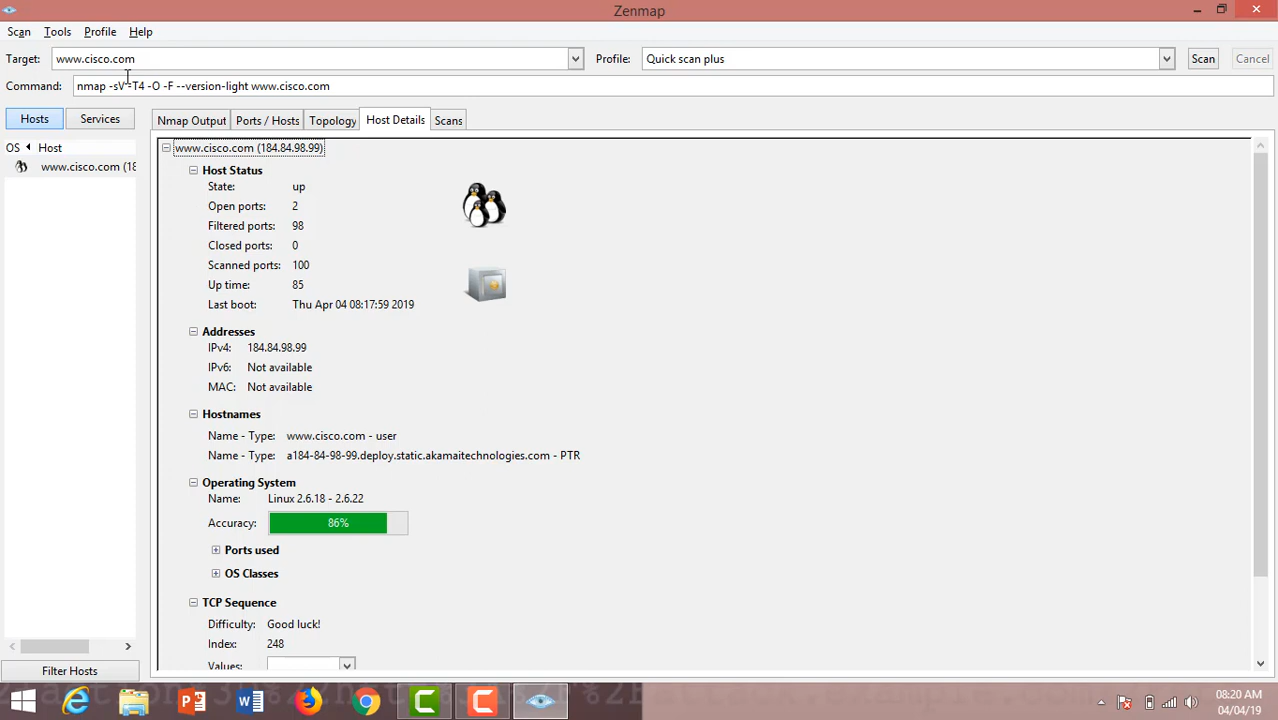 Zenmap
Scan Tools Profile Help
Target: www.cisco.com Profile: Quick scan plus Scan Cancel
Command: nmap -sV -T4 -O -F --version-light www.cisco.com
Hosts Services Nmap Output Ports / Hosts Topology Host Details Scans
OS Host
www.cisco.com (18
www.cisco.com (184.84.98.99)
Host Status
State: up
Open ports: 2
Filtered ports: 98
Closed ports: 0
Scanned ports: 100
Up time: 85
Last boot: Thu Apr 04 08:17:59 2019
Addresses
IPv4: 184.84.98.99
IPv6: Not available
MAC: Not available
Hostnames
Name - Type: www.cisco.com - user
Name - Type: a184-84-98-99.deploy.static.akamaitechnologies.com - PTR
Operating System
Name: Linux 2.6.18 - 2.6.22
Accuracy: 86%
Ports used
OS Classes
TCP Sequence
Difficulty: Good luck!
Index: 248
Values:
Filter Hosts
08:20 AM
04/04/19